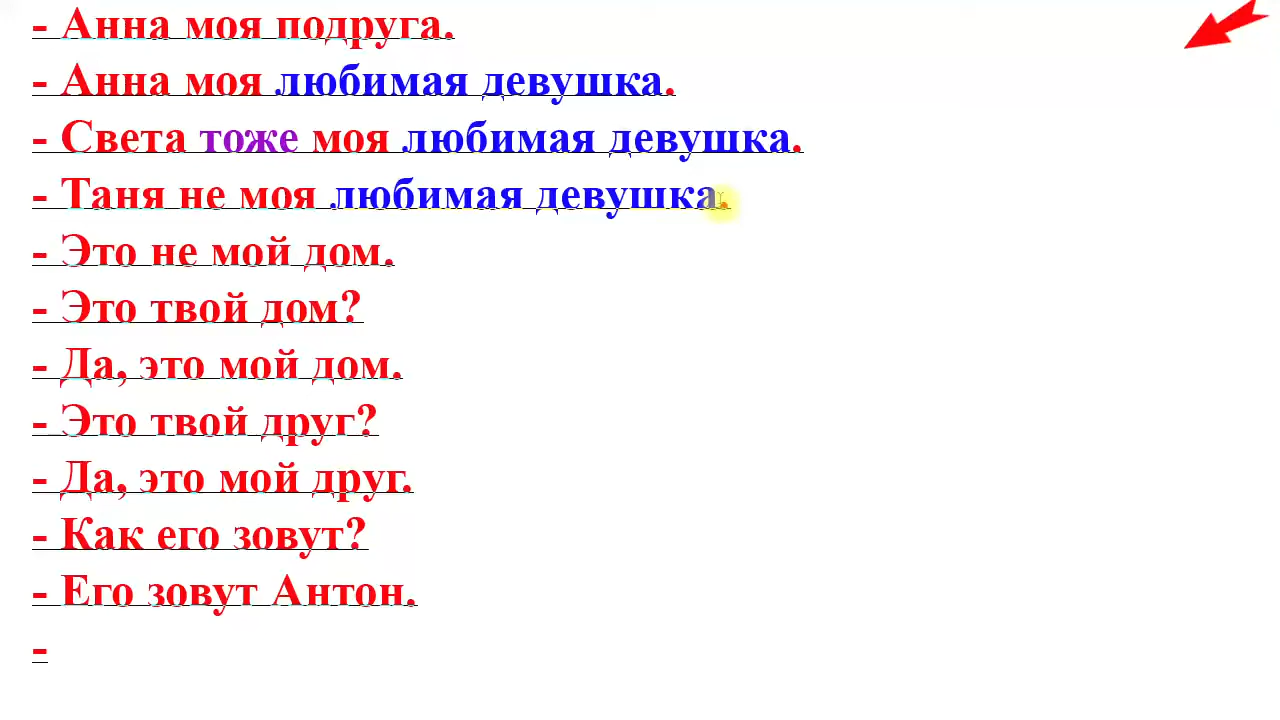 - Анна моя подруга.
- Анна моя любимая девушка.
- Света тоже моя любимая девушка.
- Таня не моя любимая девушка.
- Это не мой дом.
- Это твой дом?
- Да, это мой дом.
- Это твой друг?
- Да, это мой друг.
- Как его зовут?
- Его зовут Антон.
-